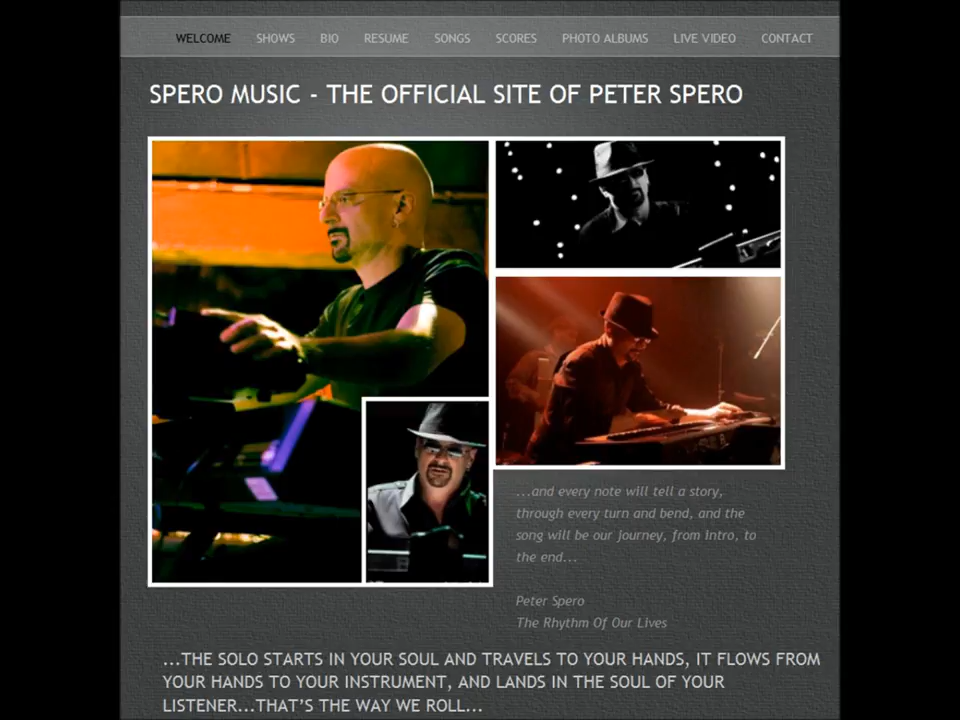 WELCOME SHOWS BIO RESUME SONGS SCORES PHOTO ALBUMS LIVE VIDEO CONTACT
SPERO MUSIC - THE OFFICIAL SITE OF PETER SPERO
...and every note will tell a story,
through every turn and bend, and the
song will be our journey, from intro, to
the end...
Peter Spero
The Rhythm Of Our Lives
...THE SOLO STARTS IN YOUR SOUL AND TRAVELS TO YOUR HANDS, IT FLOWS FROM
YOUR HANDS TO YOUR INSTRUMENT, AND LANDS IN THE SOUL OF YOUR
LISTENER...THAT'S THE WAY WE ROLL...